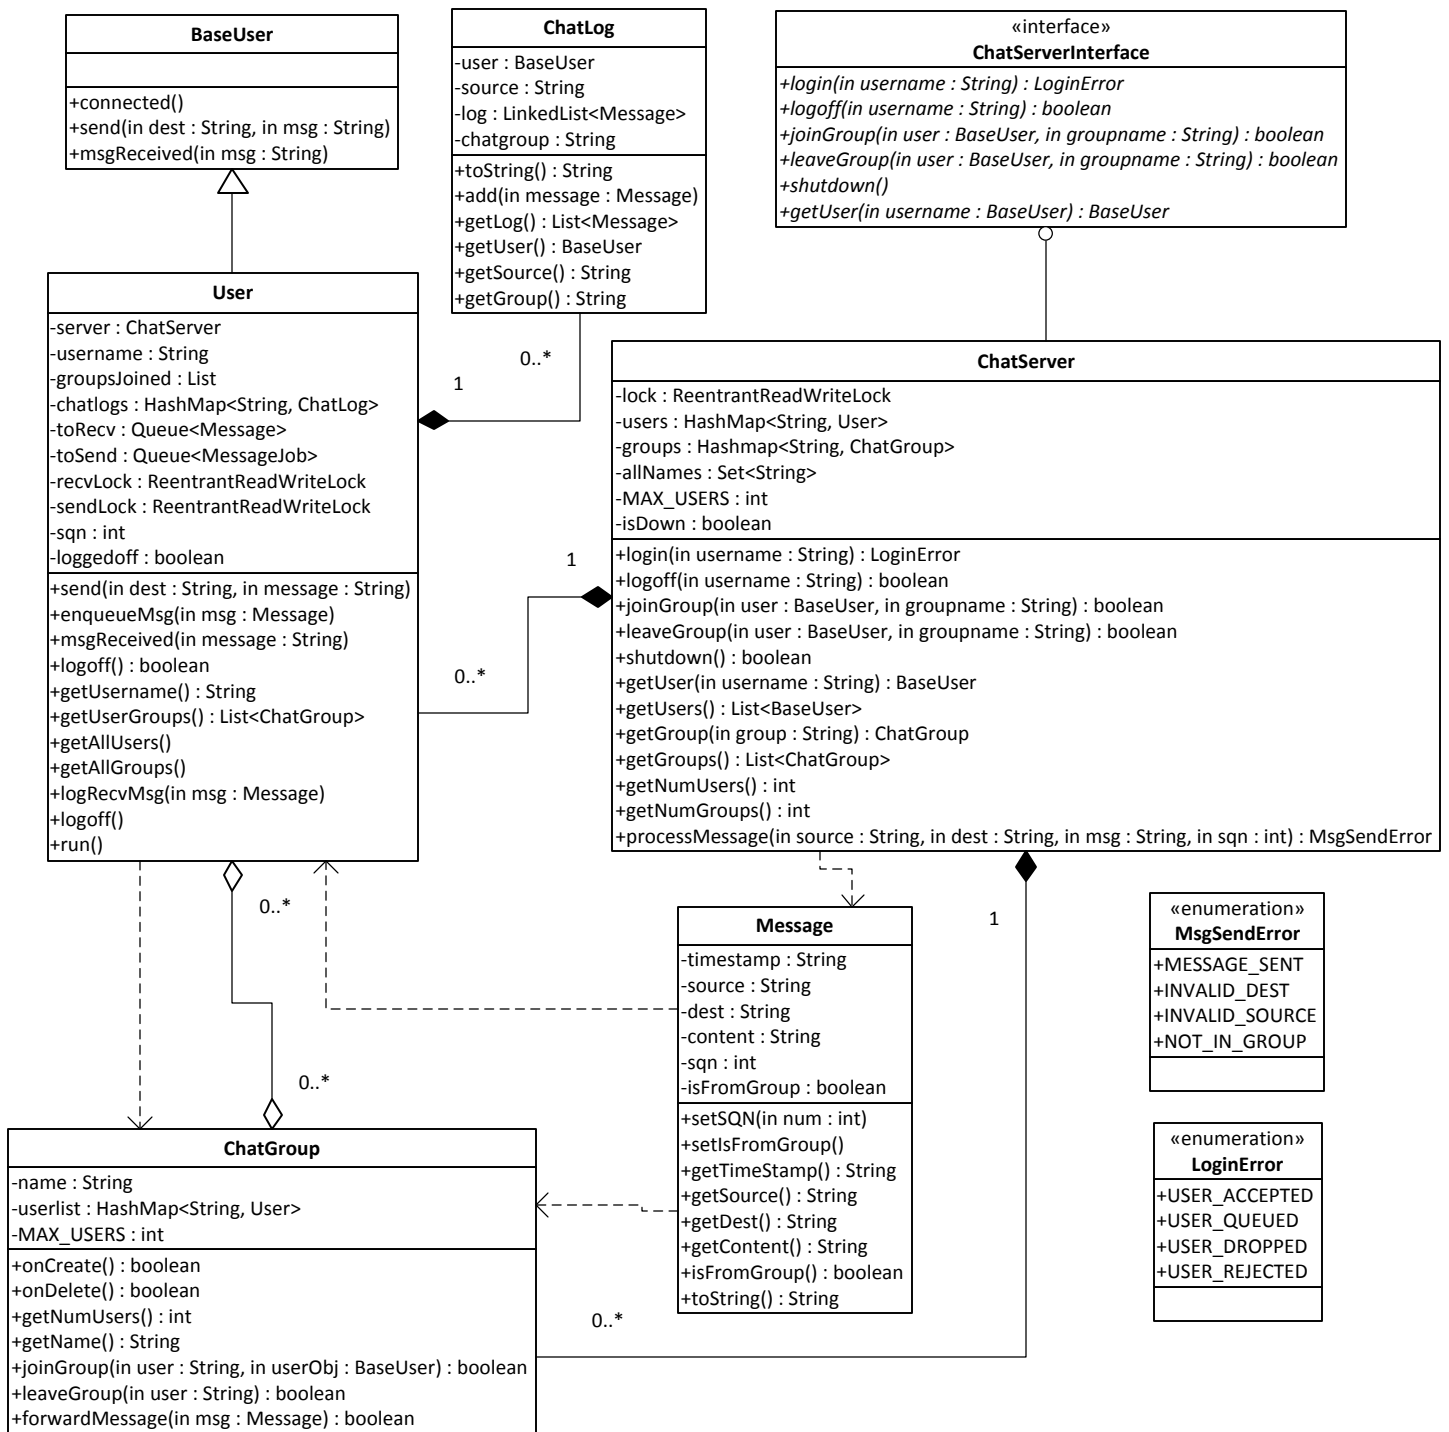 BaseUser
+connected()
+send(in dest : String, in msg : String)
+msgReceived(in msg : String)
ChatLog
-user : BaseUser
-source : String
-log : LinkedList<Message>
-chatgroup : String
+toString() : String
+add(in message : Message)
+getLog() : List<Message>
+getUser() : BaseUser
+getSource() : String
+getGroup() : String
«interface»
ChatServerInterface
+login(in username : String) : LoginError
+logoff(in username : String) : boolean
+joinGroup(in user : BaseUser, in groupname : String) : boolean
+leaveGroup(in user : BaseUser, in groupname : String) : boolean
+shutdown()
+getUser(in username : BaseUser) : BaseUser
User
-server : ChatServer
-username : String
-groupsJoined : List
-chatlogs : HashMap<String, ChatLog>
-toRecv : Queue<Message>
-toSend : Queue<MessageJob>
-recvLock : ReentrantReadWriteLock
-sendLock : ReentrantReadWriteLock
-sqn : int
-loggedoff : boolean
+send(in dest : String, in message : String)
+enqueueMsg(in msg : Message)
+msgReceived(in message : String)
+logoff() : boolean
+getUsername() : String
+getUserGroups() : List<ChatGroup>
+getAllUsers()
+getAllGroups()
+logRecvMsg(in msg : Message)
+logoff()
+run()
0..*
1
ChatServer
-lock : ReentrantReadWriteLock
-users : HashMap<String, User>
-groups : Hashmap<String, ChatGroup>
-allNames : Set<String>
-MAX_USERS : int
-isDown : boolean
+login(in username : String) : LoginError
+logoff(in username : String) : boolean
+joinGroup(in user : BaseUser, in groupname : String) : boolean
+leaveGroup(in user : BaseUser, in groupname : String) : boolean
+shutdown() : boolean
+getUser(in username : String) : BaseUser
+getUsers() : List<BaseUser>
+getGroup(in group : String) : ChatGroup
+getGroups() : List<ChatGroup>
+getNumUsers() : int
+getNumGroups() : int
+processMessage(in source : String, in dest : String, in msg : String, in sqn : int) : MsgSendError
1
0..*
0..*
0..*
Message
-timestamp : String
-source : String
-dest : String
-content : String
-sqn : int
-isFromGroup : boolean
+setSQN(in num : int)
+setIsFromGroup()
+getTimeStamp() : String
+getSource() : String
+getDest() : String
+getContent() : String
+isFromGroup() : boolean
+toString() : String
1
«enumeration»
MsgSendError
+MESSAGE_SENT
+INVALID_DEST
+INVALID_SOURCE
+NOT_IN_GROUP
«enumeration»
LoginError
+USER_ACCEPTED
+USER_QUEUED
+USER_DROPPED
+USER_REJECTED
ChatGroup
-name : String
-userlist : HashMap<String, User>
-MAX_USERS : int
+onCreate() : boolean
+onDelete() : boolean
+getNumUsers() : int
+getName() : String
+joinGroup(in user : String, in userObj : BaseUser) : boolean
+leaveGroup(in user : String) : boolean
+forwardMessage(in msg : Message) : boolean
0..*